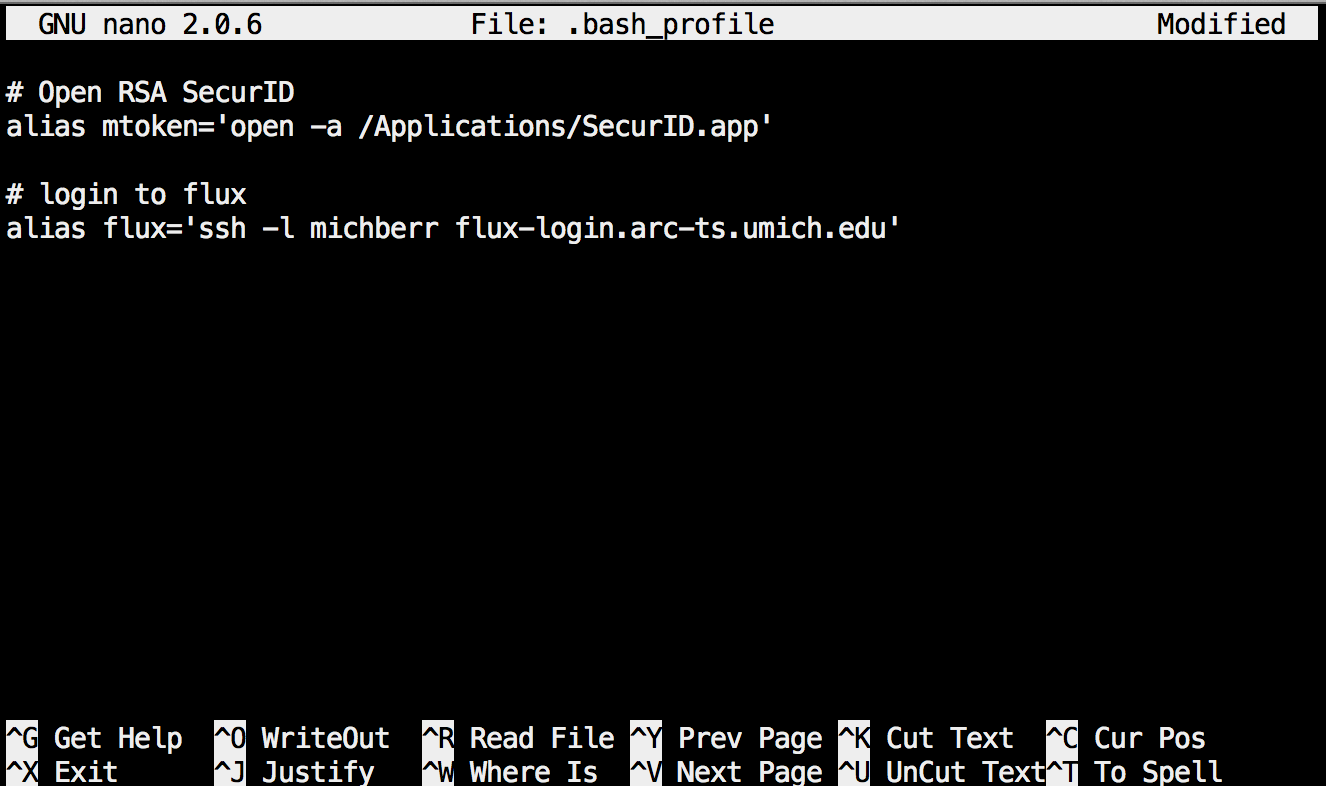 GNU nano 2.0.6 File: .bash_profile Modified
# Open RSA SecurID
alias mtoken='open -a /Applications/SecurID.app'
# login to flux
alias flux='ssh -l michberr flux-login.arc-ts.umich.edu'
^G Get Help ^O WriteOut ^R Read File ^Y Prev Page ^K Cut Text ^C Cur Pos
^X Exit ^J Justify ^W Where Is ^V Next Page ^U UnCut Text ^T To Spell